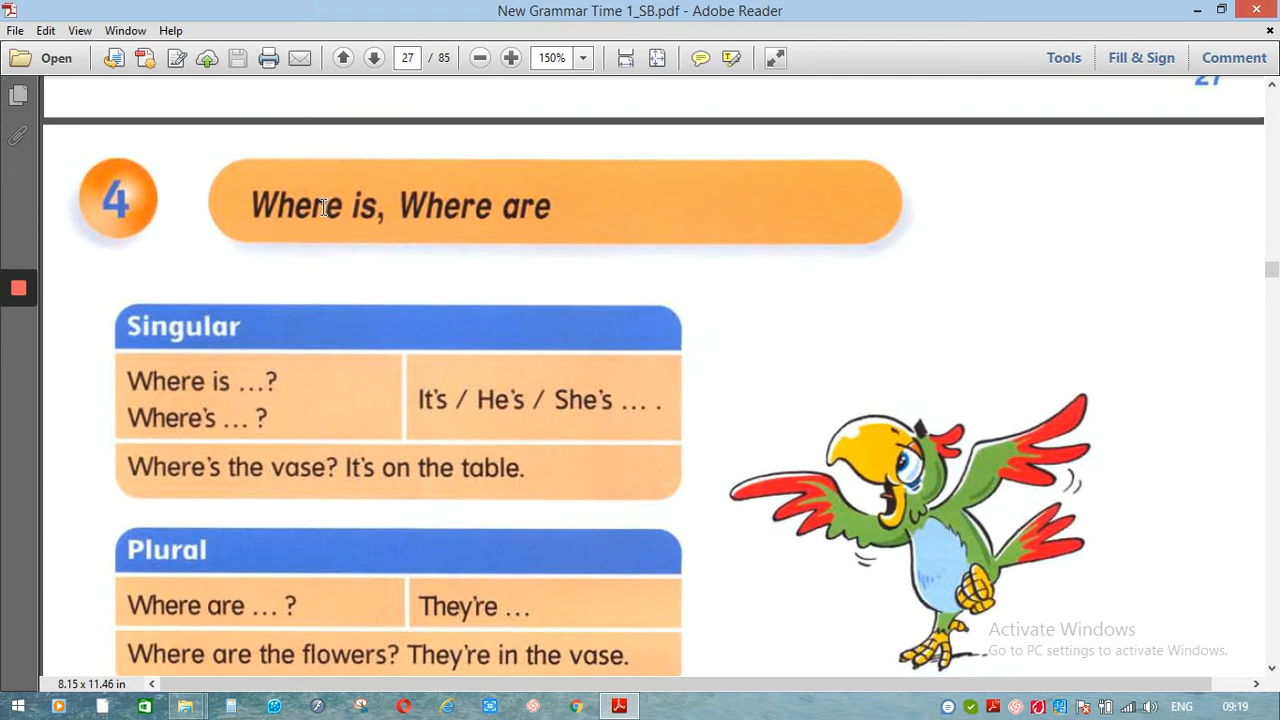 New Grammar Time 1_SB.pdf - Adobe Reader
File Edit View Window Help
Open 27 / 85 150% Tools Fill & Sign Comment
27
4
Where is, Where are
Singular
Where is ...?
Where's ... ?
It's / He's / She's ... .
Where's the vase? It's on the table.
Plural
Where are ... ?
They're ...
Where are the flowers? They're in the vase.
Activate Windows
Go to PC settings to activate Windows.
8.15 x 11.46 in
ENG 09:19